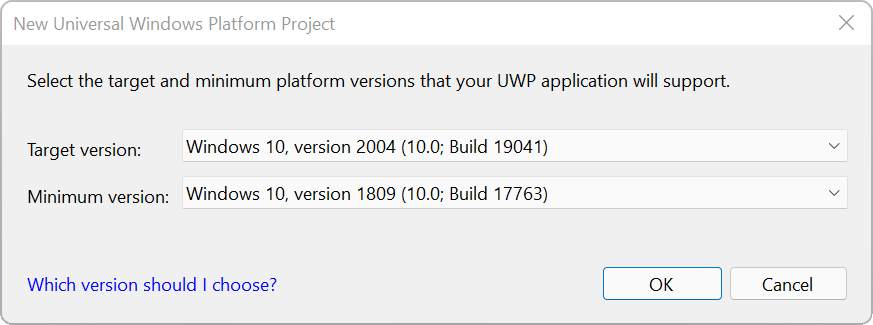 New Universal Windows Platform Project
Select the target and minimum platform versions that your UWP application will support.
Target version: Windows 10, version 2004 (10.0; Build 19041)
Minimum version: Windows 10, version 1809 (10.0; Build 17763)
Which version should I choose? OK Cancel